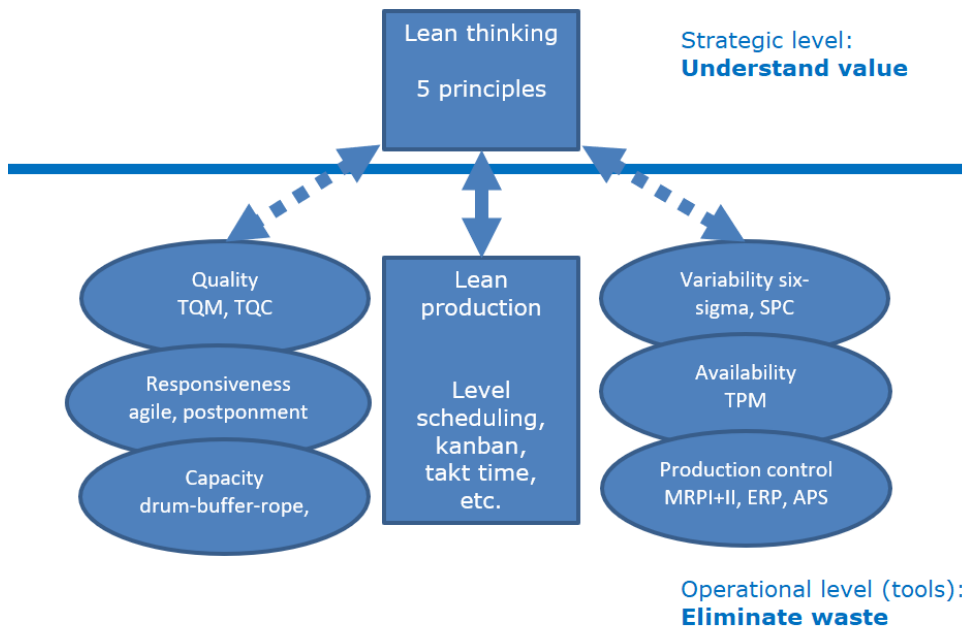 Lean thinking
5 principles
Strategic level:
Understand value
Quality
TQM, TQC
Responsiveness
agile, postponment
Capacity
drum-buffer-rope,
Lean
production
Level
scheduling,
kanban,
takt time,
etc.
Variability six-
sigma, SPC
Availability
TPM
Production control
MRPI+II, ERP, APS
Operational level (tools):
Eliminate waste